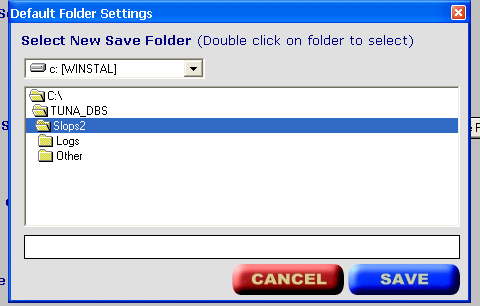 Default Folder Settings
Select New Save Folder (Double click on folder to select)
c: [WINSTAL]
C:\
TUNA_DBS
Slops2
Logs
Other
CANCEL SAVE